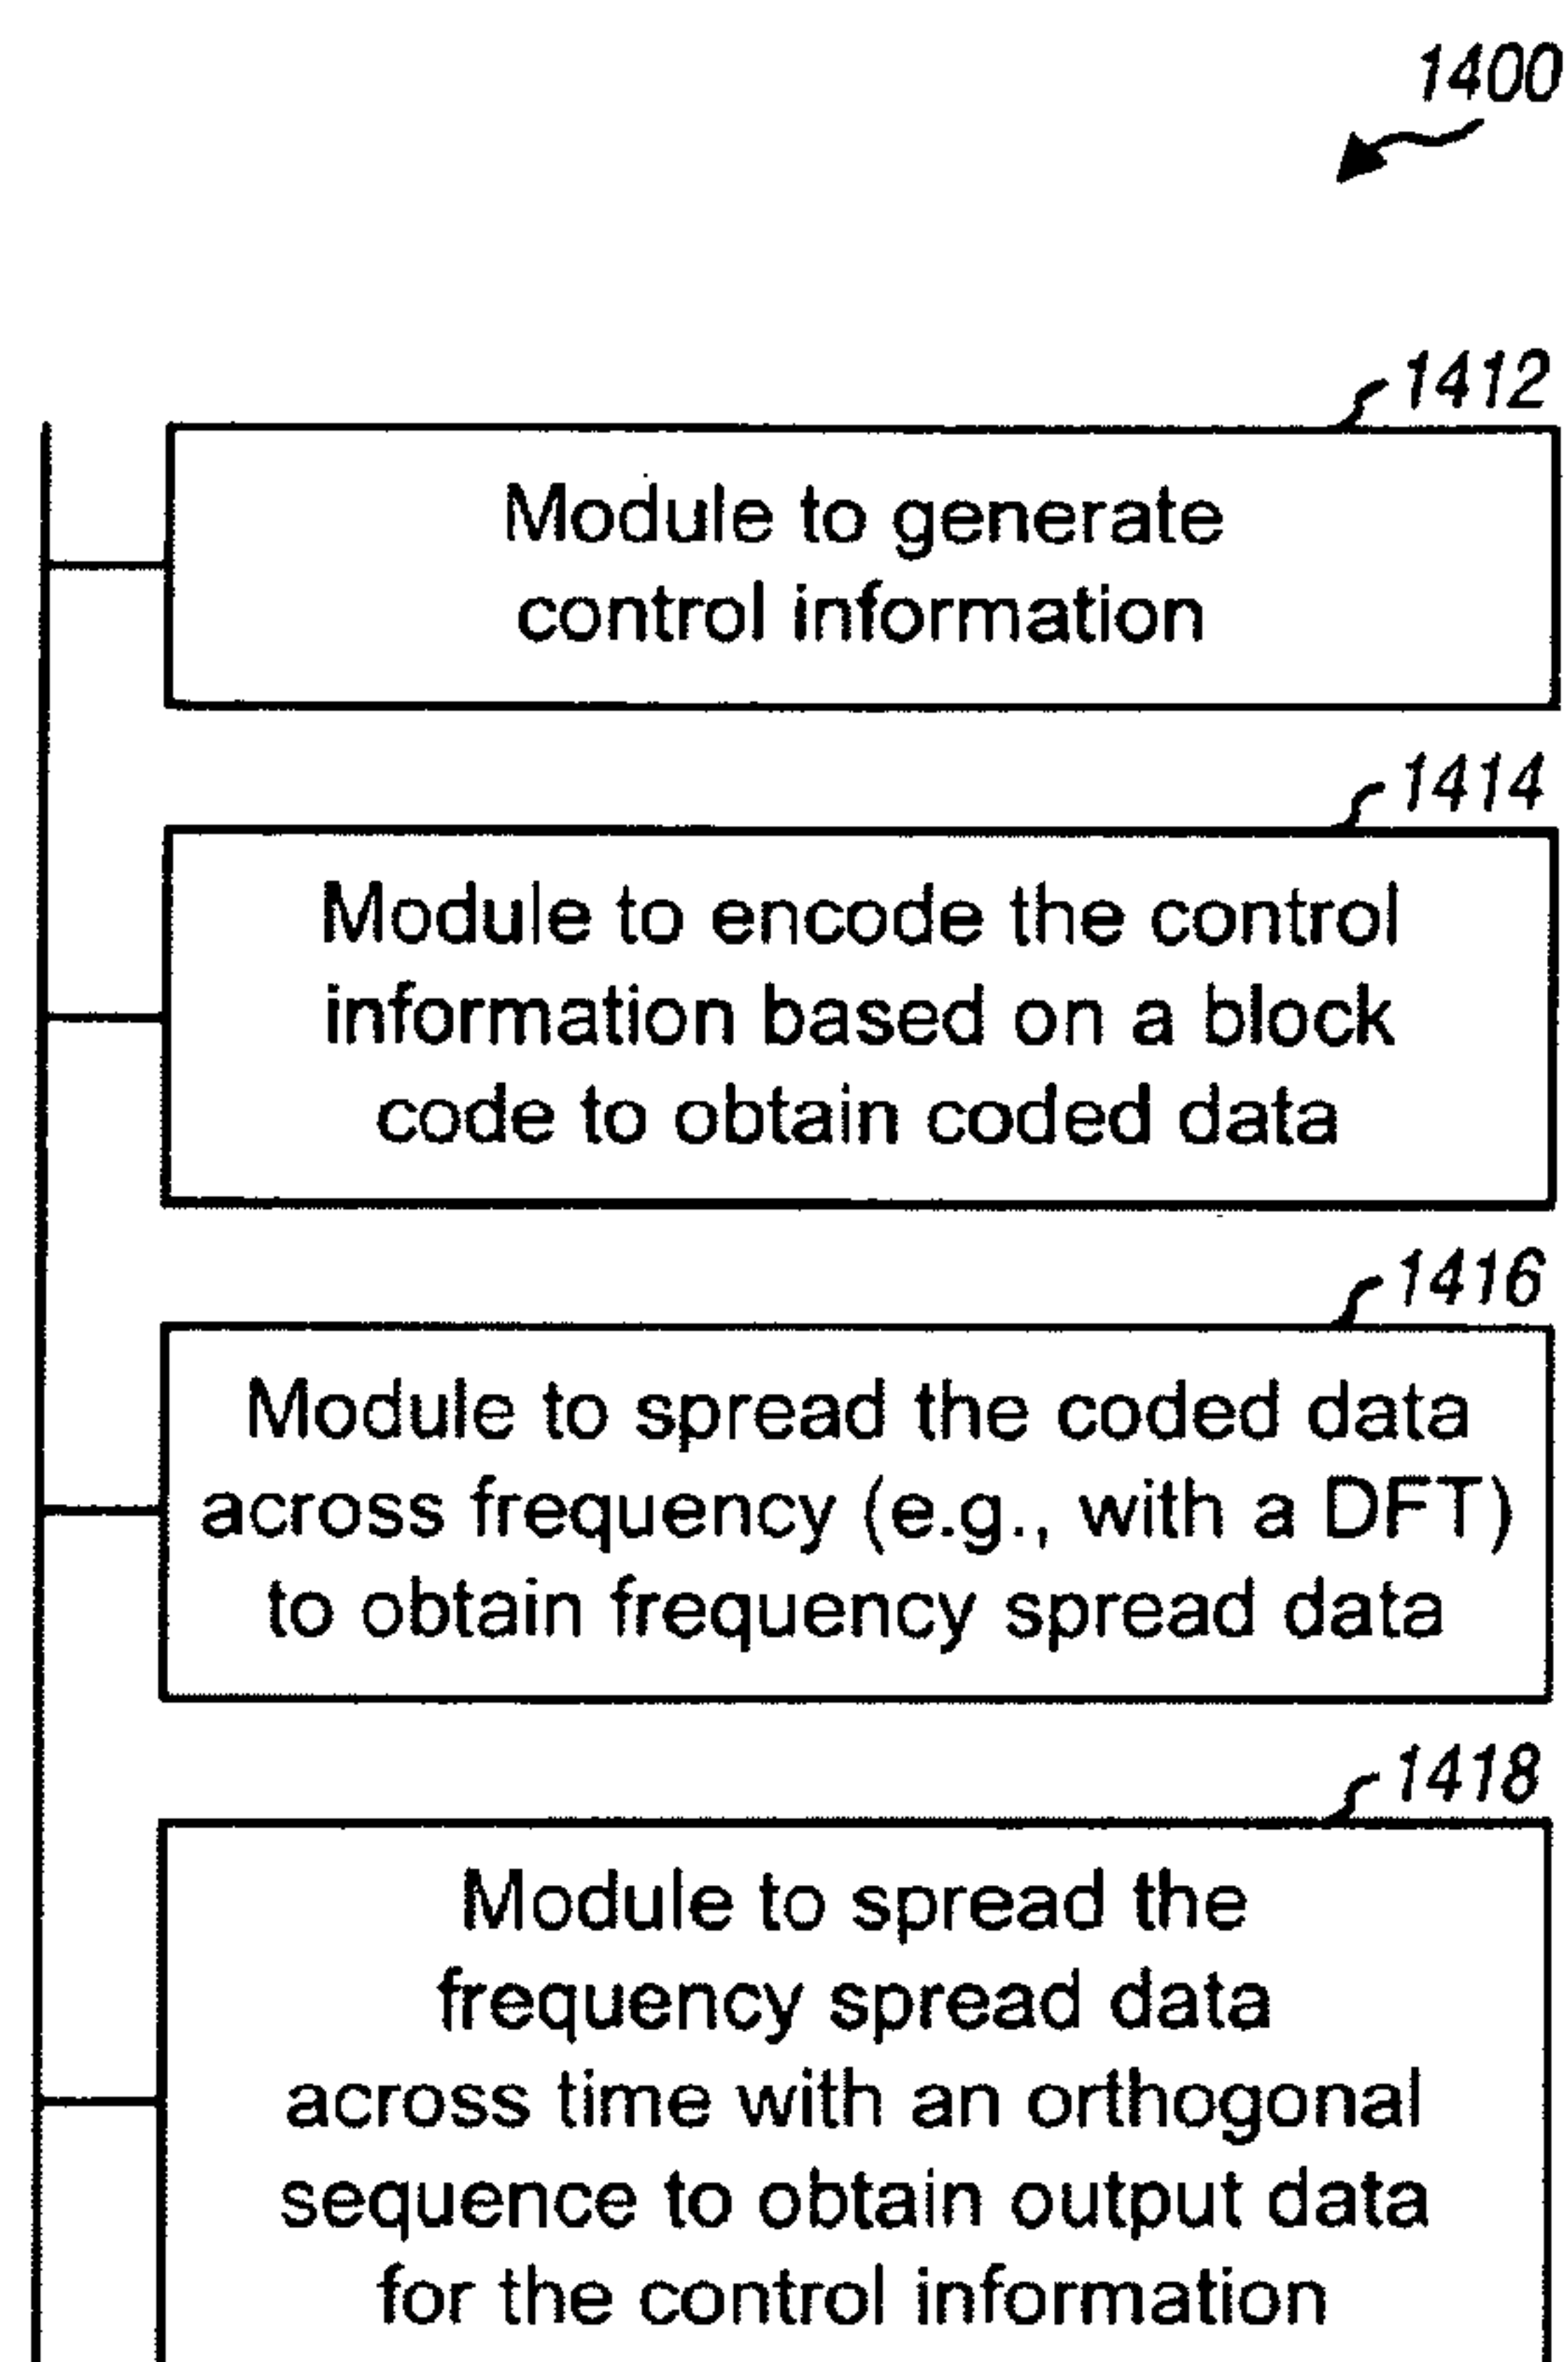 1400
1412
Module to generate
control information
1414
Module to encode the control
information based on a block
code to obtain coded data
1416
Module to spread the coded data
across frequency (e.g., with a DFT)
to obtain frequency spread data
1418
Module to spread the
frequency spread data
across time with an orthogonal
sequence to obtain output data
for the control information